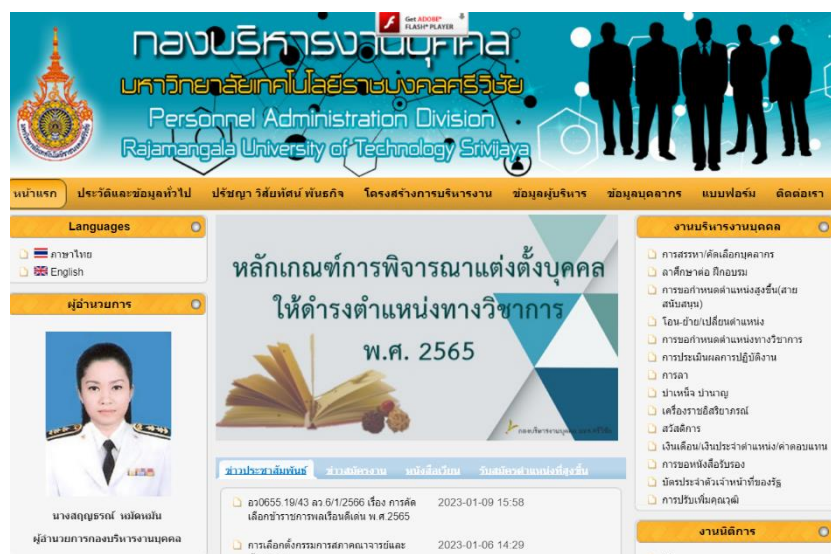 Get ADOBE®
FLASH® PLAYER
กองบริหารงานบุคคล
มหาวิทยาลัยเทคโนโลยีราชมงคลศรีวิชัย
Personnel Administration Division
Rajamangala University of Technology Srivijaya
หน้าแรก ประวัติและข้อมูลทั่วไป ปรัชญา วิสัยทัศน์ พันธกิจ โครงสร้างการบริหารงาน ข้อมูลผู้บริหาร ข้อมูลบุคลากร แบบฟอร์ม ติดต่อเรา
Languages
ภาษาไทย
English
ผู้อำนวยการ
นางสฤญธรณ์ หมัดหมัน
ผู้อำนวยการกองบริหารงานบุคคล
หลักเกณฑ์การพิจารณาแต่งตั้งบุคคล
ให้ดำรงตำแหน่งทางวิชาการ
พ.ศ. 2565
ข่าวประชาสัมพันธ์ ข่าวสมัครงาน หนังสือเวียน รับสมัครตำแหน่งที่สูงขึ้น
อว0655.19/43 ลว.6/1/2566 เรื่อง การคัด 2023-01-09 15:58
เลือกข้าราชการพลเรือนดีเด่น พ.ศ.2565
การเลือกตั้งกรรมการสภาคณาจารย์และ 2023-01-06 14:29
งานบริหารงานบุคคล
การสรรหา/คัดเลือกบุคลากร
ลาศึกษาต่อ ฝึกอบรม
การขอกำหนดตำแหน่งสูงขึ้น(สาย
สนับสนุน)
โอน-ย้าย/เปลี่ยนตำแหน่ง
การขอกำหนดตำแหน่งทางวิชาการ
การประเมินผลการปฏิบัติงาน
การลา
บำเหน็จ บำนาญ
เครื่องราชอิสริยาภรณ์
สวัสดิการ
เงินเดือน/เงินประจำตำแหน่ง/ค่าตอบแทน
การขอหนังสือรับรอง
บัตรประจำตัวเจ้าหน้าที่ของรัฐ
การปรับเพิ่มคุณวุฒิ
งานนิติการ